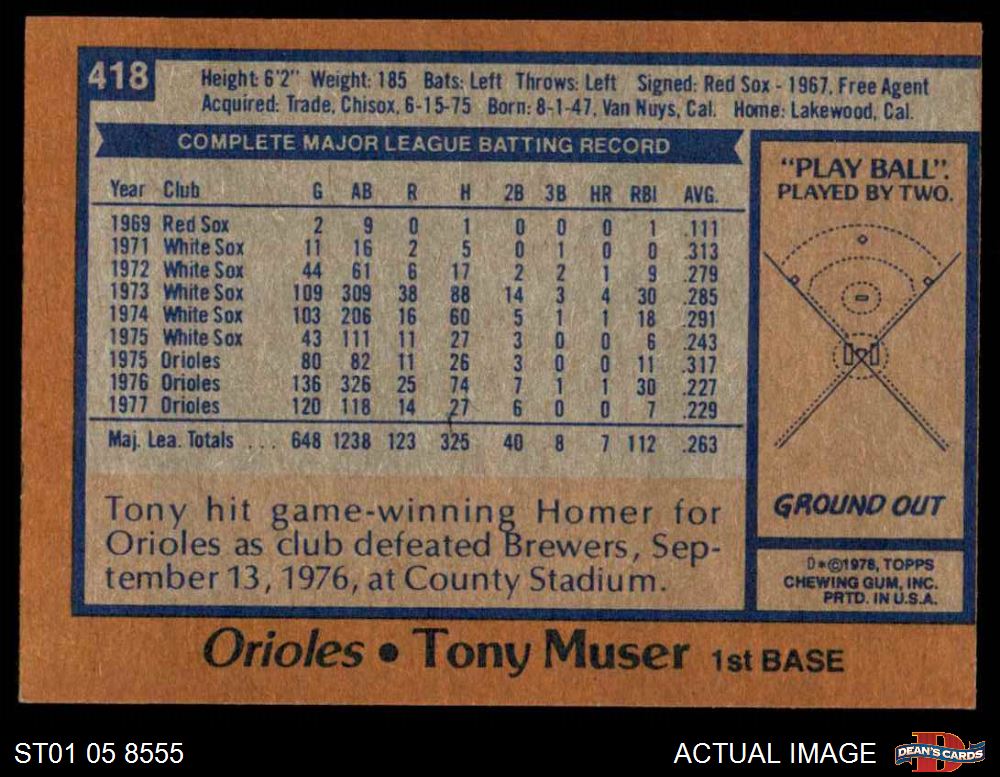 418
Height: 6'2" Weight: 185 Bats: Left Throws: Left Signed: Red Sox - 1967, Free Agent
Acquired: Trade, Chisox, 6-15-75 Born: 8-1-47, Van Nuys, Cal. Home: Lakewood, Cal.
COMPLETE MAJOR LEAGUE BATTING RECORD
Year Club G AB R H 2B 3B HR RBI AVG.
1969 Red Sox 2 9 0 1 0 0 0 1 .111
1971 White Sox 11 16 2 5 0 1 0 0 .313
1972 White Sox 44 61 6 17 2 2 1 9 .279
1973 White Sox 109 309 38 88 14 3 4 30 .285
1974 White Sox 103 206 16 60 5 1 1 18 .291
1975 White Sox 43 111 11 27 3 0 0 6 .243
1975 Orioles 80 82 11 26 3 0 0 11 .317
1976 Orioles 136 326 25 74 7 1 1 30 .227
1977 Orioles 120 118 14 27 6 0 0 7 .229
Maj. Lea. Totals ... 648 1238 123 325 40 8 7 112 .263
Tony hit game-winning Homer for
Orioles as club defeated Brewers, Sep-
tember 13, 1976, at County Stadium.
"PLAY BALL":
PLAYED BY TWO.
GROUND OUT
D*©1978, TOPPS
CHEWING GUM, INC.
PRTD. IN U.S.A.
Orioles • Tony Muser 1st BASE
ST01 05 8555
ACTUAL IMAGE
D
DEAN'S CARDS